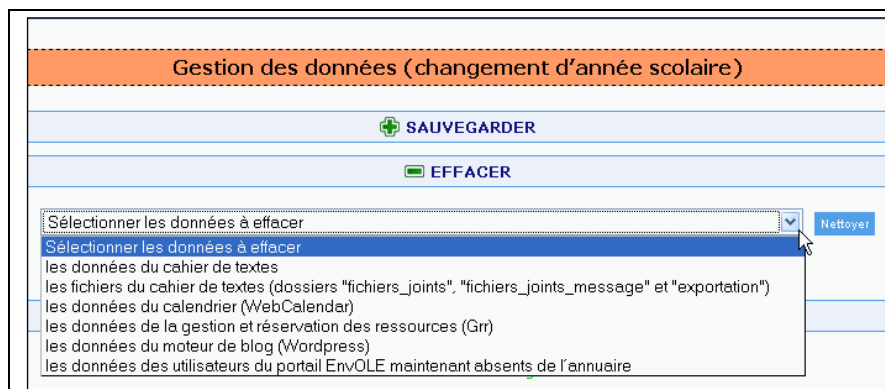 Gestion des données (changement d'année scolaire)
SAUVEGARDER
EFFACER
Sélectionner les données à effacer
Nettoyer
Sélectionner les données à effacer
les données du cahier de textes
les fichiers du cahier de textes (dossiers "fichiers_joints", "fichiers_joints_message" et "exportation")
les données du calendrier (WebCalendar)
les données de la gestion et réservation des ressources (Grr)
les données du moteur de blog (Wordpress)
les données des utilisateurs du portail EnvOLE maintenant absents de l'annuaire